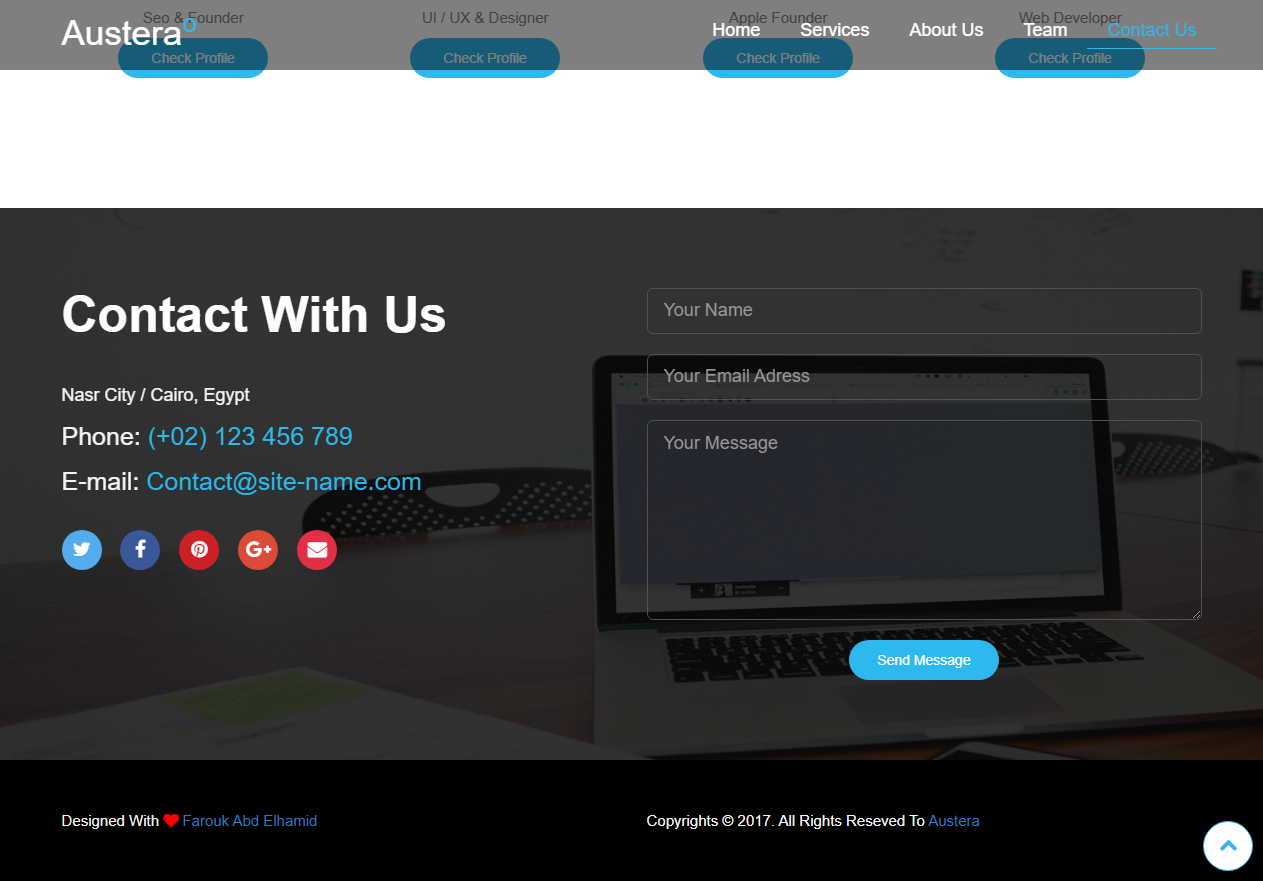 Seo & Founder
UI / UX & Designer
Apple Founder
Web Developer
AusteraO
Home
Services
About Us
Team
Contact Us
Check Profile
Check Profile
Check Profile
Check Profile
Contact With Us
Nasr City / Cairo, Egypt
Phone: (+02) 123 456 789
E-mail: Contact@site-name.com
Your Name
Your Email Adress
Your Message
Send Message
Designed With Farouk Abd Elhamid
Copyrights © 2017. All Rights Reseved To Austera